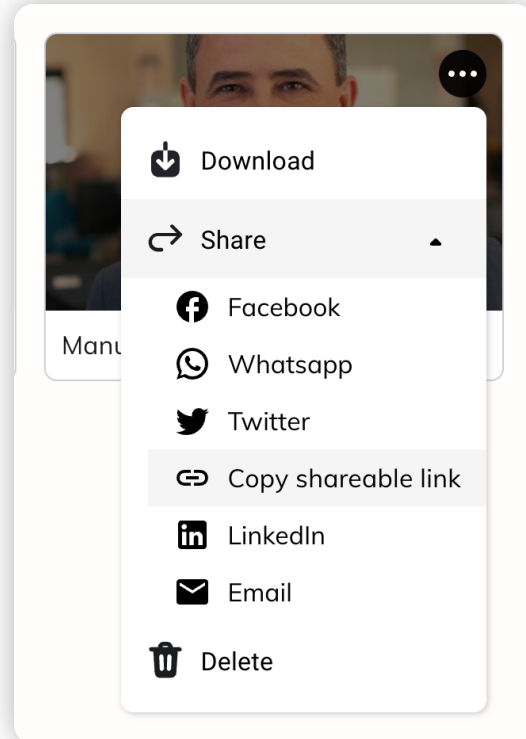 Download
Share
Manu
Facebook
Whatsapp
Twitter
Copy shareable link
LinkedIn
Email
Delete